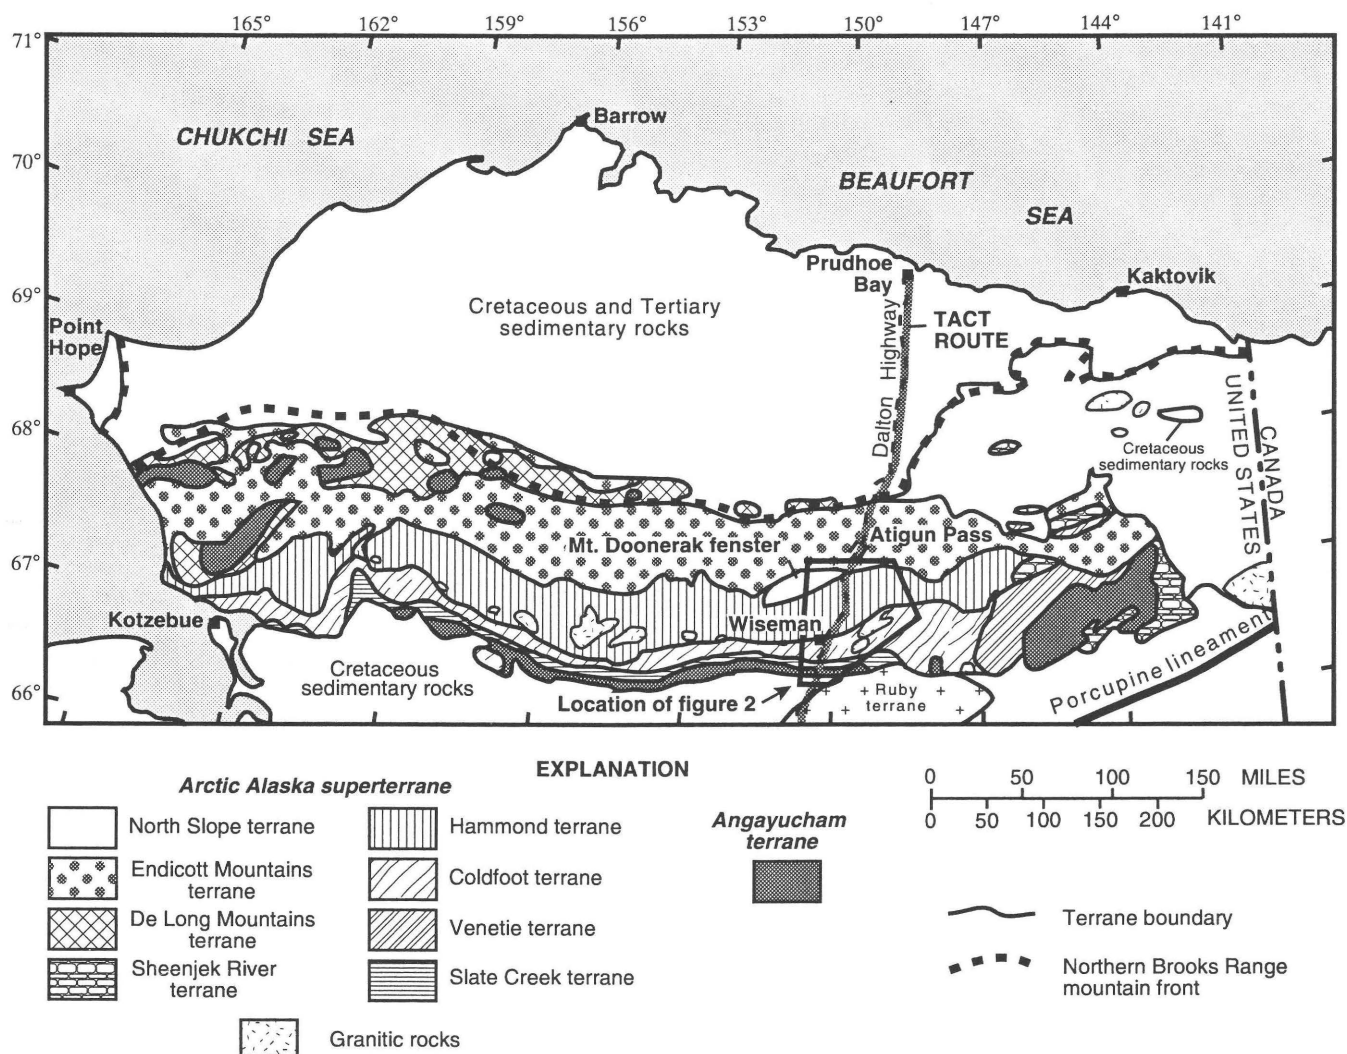 165° 162° 159° 156° 153° 150° 147° 144° 141°
71°
70°
69°
68°
67°
66°
CHUKCHI SEA
Barrow
BEAUFORT
SEA
Prudhoe
Bay
Kaktovik
Cretaceous and Tertiary
sedimentary rocks
TACT
ROUTE
Dalton Highway
Point
Hope
Cretaceous
sedimentary rocks
CANADA
UNITED STATES
Mt. Doonerak fenster
Atigun Pass
Kotzebue
Wiseman
Cretaceous
sedimentary rocks
Location of figure 2
Ruby
terrane
Porcupine lineament
EXPLANATION
Arctic Alaska superterrane
North Slope terrane
Endicott Mountains
terrane
De Long Mountains
terrane
Sheenjek River
terrane
Granitic rocks
Hammond terrane
Coldfoot terrane
Venetie terrane
Slate Creek terrane
Angayucham
terrane
0 50 100 150 MILES
0 50 100 150 200 KILOMETERS
Terrane boundary
Northern Brooks Range
mountain front